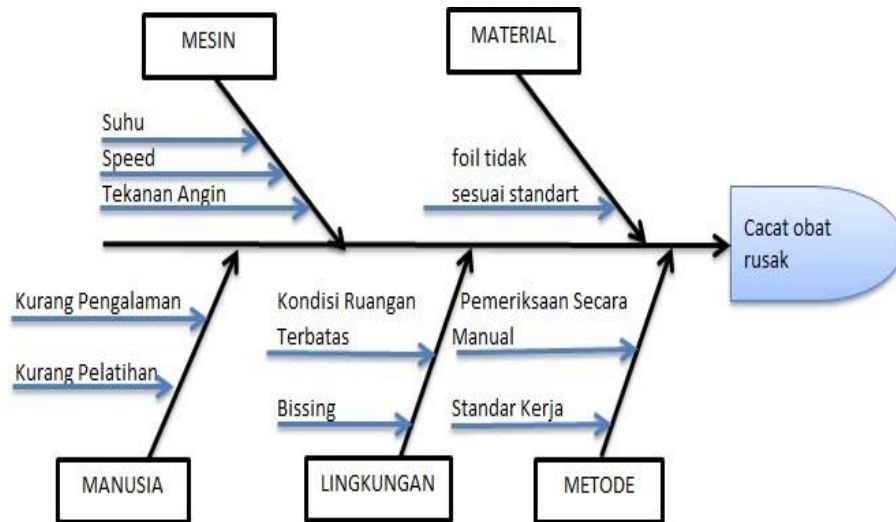 MESIN
MATERIAL
Suhu
Speed
Tekanan Angin
foil tidak
sesuai standart
Cacat obat
rusak
Kurang Pengalaman
Kurang Pelatihan
Kondisi Ruangan
Terbatas
Bissing
Pemeriksaan Secara
Manual
Standar Kerja
MANUSIA
LINGKUNGAN
METODE